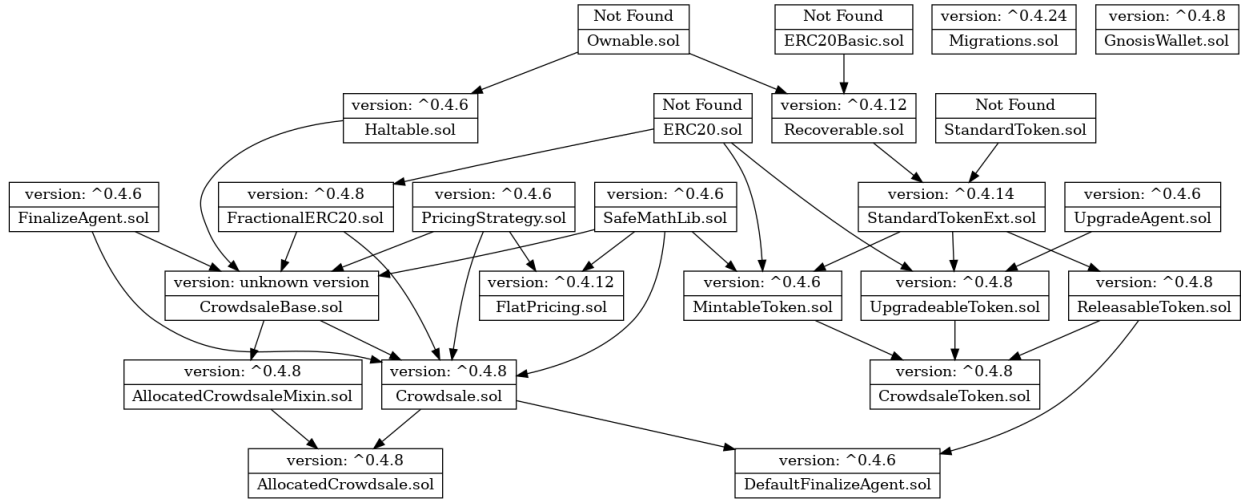 Not Found
Ownable.sol
Not Found
ERC20Basic.sol
version: ^0.4.24
Migrations.sol
version: ^0.4.8
GnosisWallet.sol
version: ^0.4.6
Haltable.sol
Not Found
ERC20.sol
version: ^0.4.12
Recoverable.sol
Not Found
StandardToken.sol
version: ^0.4.6
FinalizeAgent.sol
version: ^0.4.8
FractionalERC20.sol
version: ^0.4.6
PricingStrategy.sol
version: ^0.4.6
SafeMathLib.sol
version: ^0.4.14
StandardTokenExt.sol
version: ^0.4.6
UpgradeAgent.sol
version: unknown version
CrowdsaleBase.sol
version: ^0.4.12
FlatPricing.sol
version: ^0.4.6
MintableToken.sol
version: ^0.4.8
UpgradeableToken.sol
version: ^0.4.8
ReleasableToken.sol
version: ^0.4.8
AllocatedCrowdsaleMixin.sol
version: ^0.4.8
Crowdsale.sol
version: ^0.4.8
CrowdsaleToken.sol
version: ^0.4.8
AllocatedCrowdsale.sol
version: ^0.4.6
DefaultFinalizeAgent.sol